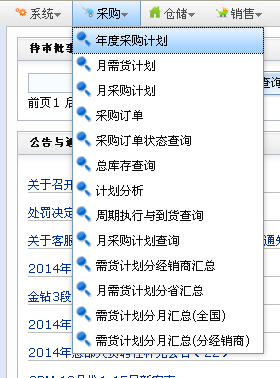 系统 采购 仓储 销售
待审批事
年度采购计划
月需货计划
查询
月采购计划
前页1 后
采购订单
公告与通
采购订单状态查询
总库存查询
关于召开
计划分析
处罚决定
周期执行与到货查询
关于客服
月采购计划查询
通知
2014年
需货计划分经销商汇总
金钻3段
月需货计划分省汇总
2014年
需货计划分月汇总(全国)
2014年
需货计划分月汇总(分经销商)